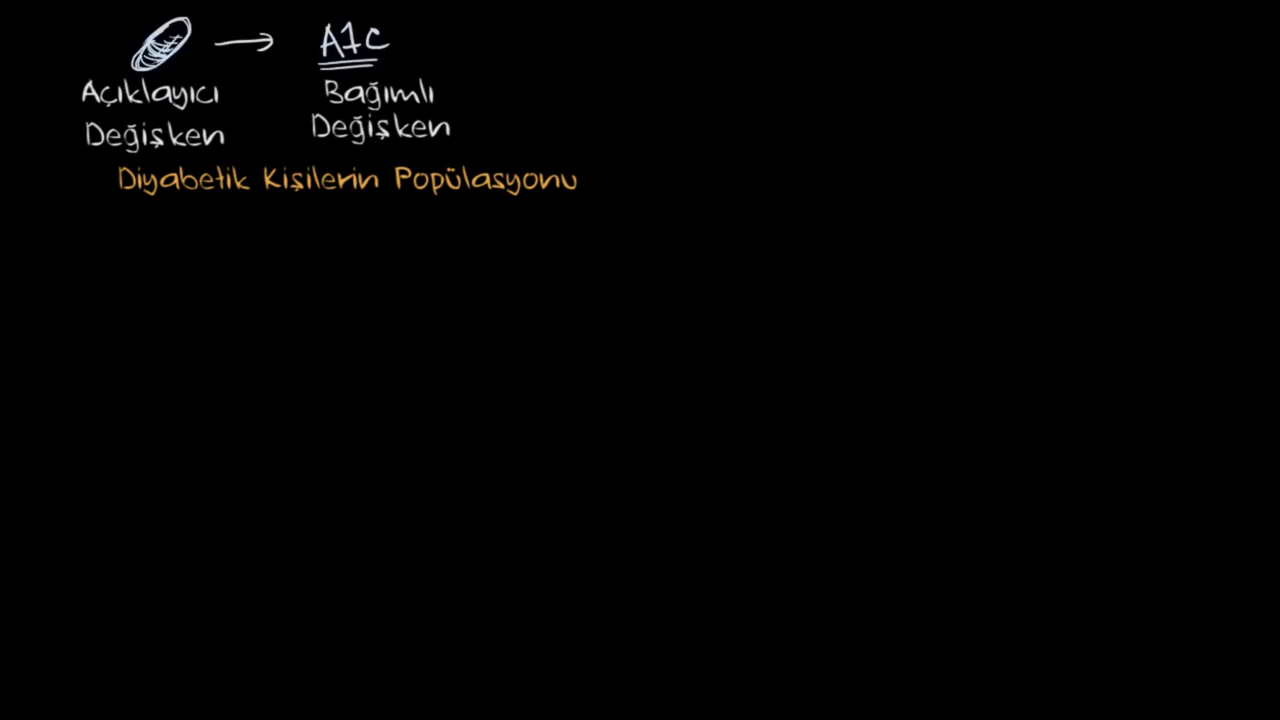 A1C
Açıklayıcı Değişken
Bağımlı Değişken
Diyabetik Kişilerin Popülasyonu